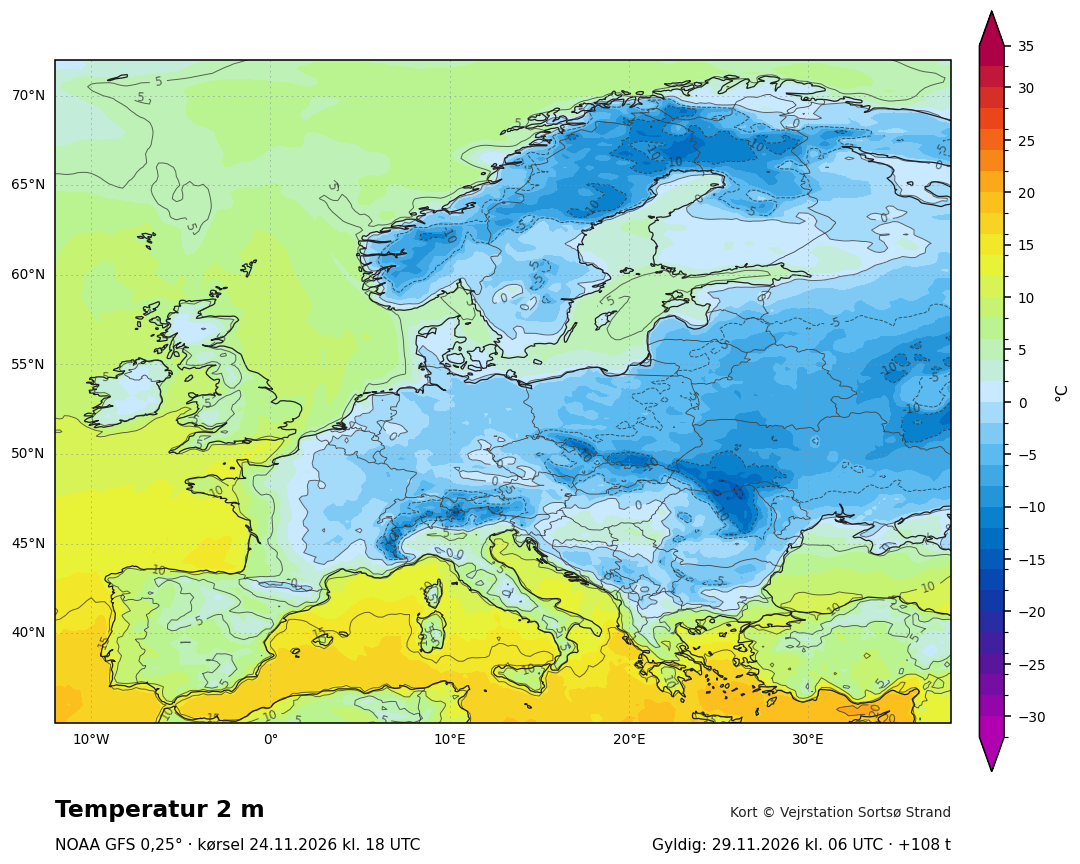 70°N
65°N
60°N
55°N
50°N
45°N
40°N
10°W 0° 10°E 20°E 30°E
35
30
25
20
15
10
5
0
−5
−10
−15
−20
−25
−30
°C
Temperatur 2 m
Kort © Vejrstation Sortsø Strand
NOAA GFS 0,25° · kørsel 24.11.2026 kl. 18 UTC
Gyldig: 29.11.2026 kl. 06 UTC · +108 t